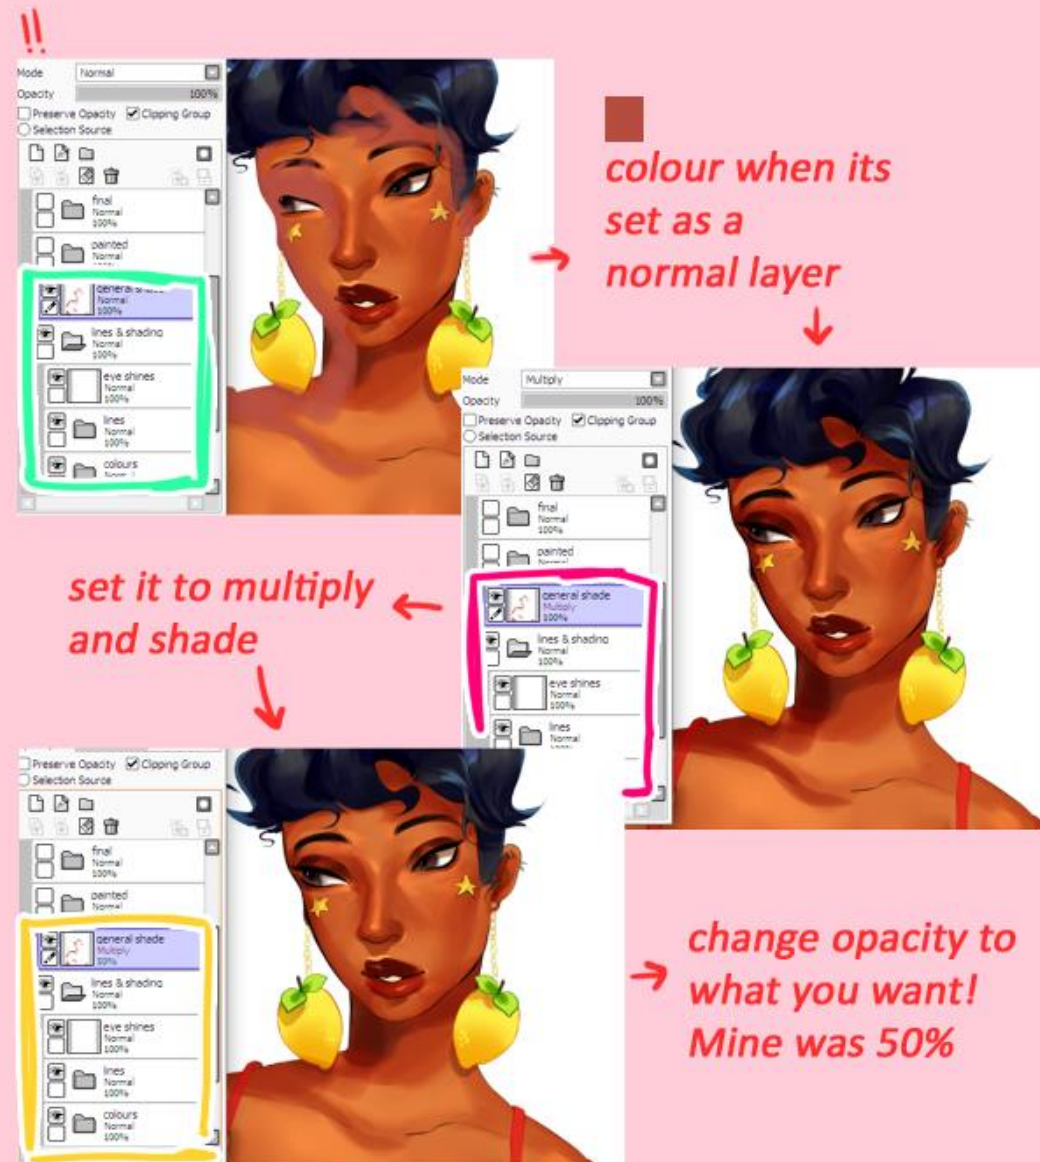 !!
Mode Normal
Opacity 100%
Preserve Opacity Clipping Group
Selection Source
final
Normal
100%
painted
Normal
general shade
Normal
100%
lines & shading
Normal
100%
eye shines
Normal
100%
lines
Normal
100%
colours
Normal
colour when its
set as a
normal layer
Mode Multiply
Opacity 100%
Preserve Opacity Clipping Group
Selection Source
final
Normal
100%
painted
Normal
general shade
Multiply
100%
lines & shading
Normal
100%
eye shines
Normal
100%
lines
Normal
100%
set it to multiply
and shade
Preserve Opacity Clipping Group
Selection Source
final
Normal
100%
painted
Normal
general shade
Multiply
50%
lines & shading
Normal
100%
eye shines
Normal
100%
lines
Normal
100%
colours
Normal
100%
change opacity to
what you want!
Mine was 50%